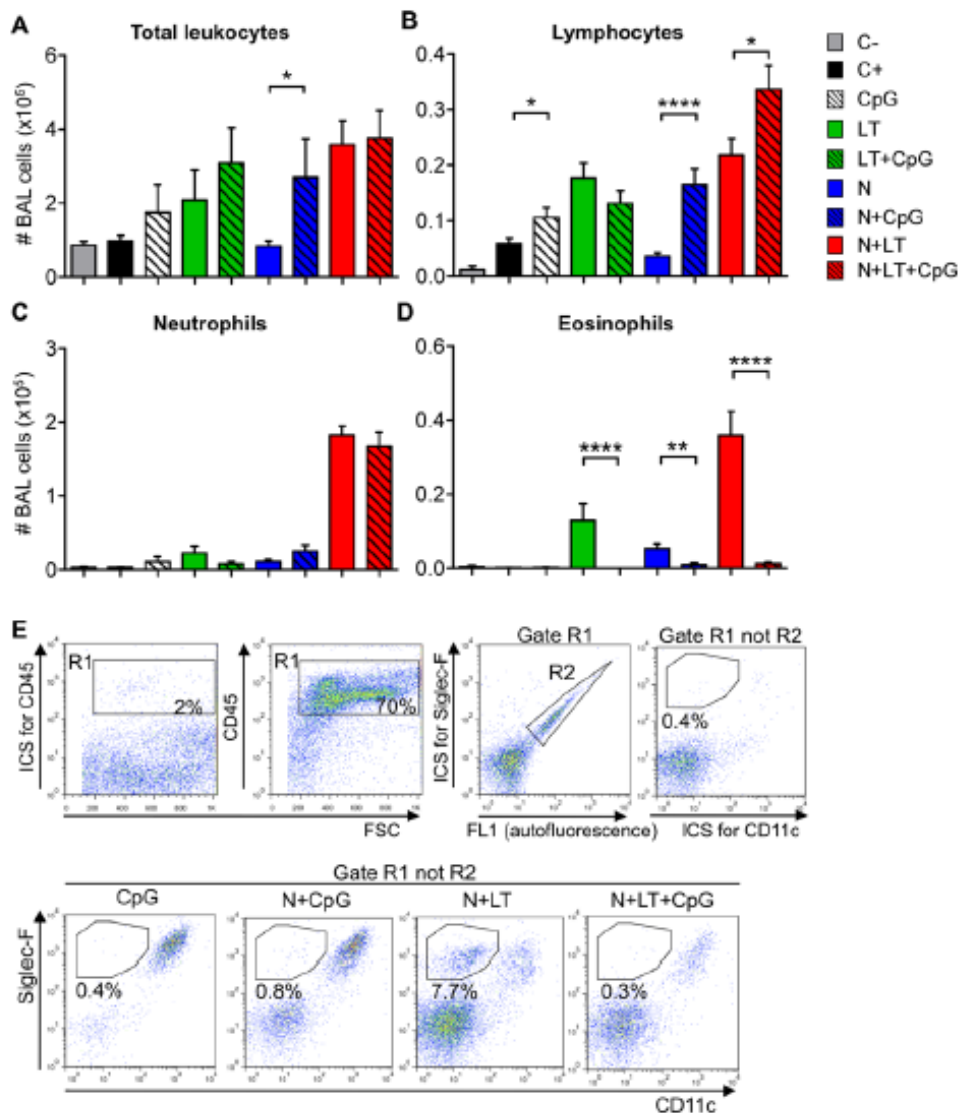 A Total leukocytes
# BAL cells (x10⁵)
6
4
2
0
*
B Lymphocytes
0.4
0.3
0.2
0.1
0.0
*
****
*
C-
C+
CpG
LT
LT+CpG
N
N+CpG
N+LT
N+LT+CpG
C Neutrophils
# BAL cells (x10⁵)
3
2
1
0
D Eosinophils
0.6
0.4
0.2
0.0
****
**
****
E
ICS for CD45
R1
2%
CD45
R1
70%
FSC
Gate R1
ICS for Siglec-F
R2
FL1 (autofluorescence)
Gate R1 not R2
0.4%
ICS for CD11c
Gate R1 not R2
CpG
N+CpG
N+LT
N+LT+CpG
Siglec-F
0.4%
0.8%
7.7%
0.3%
CD11c